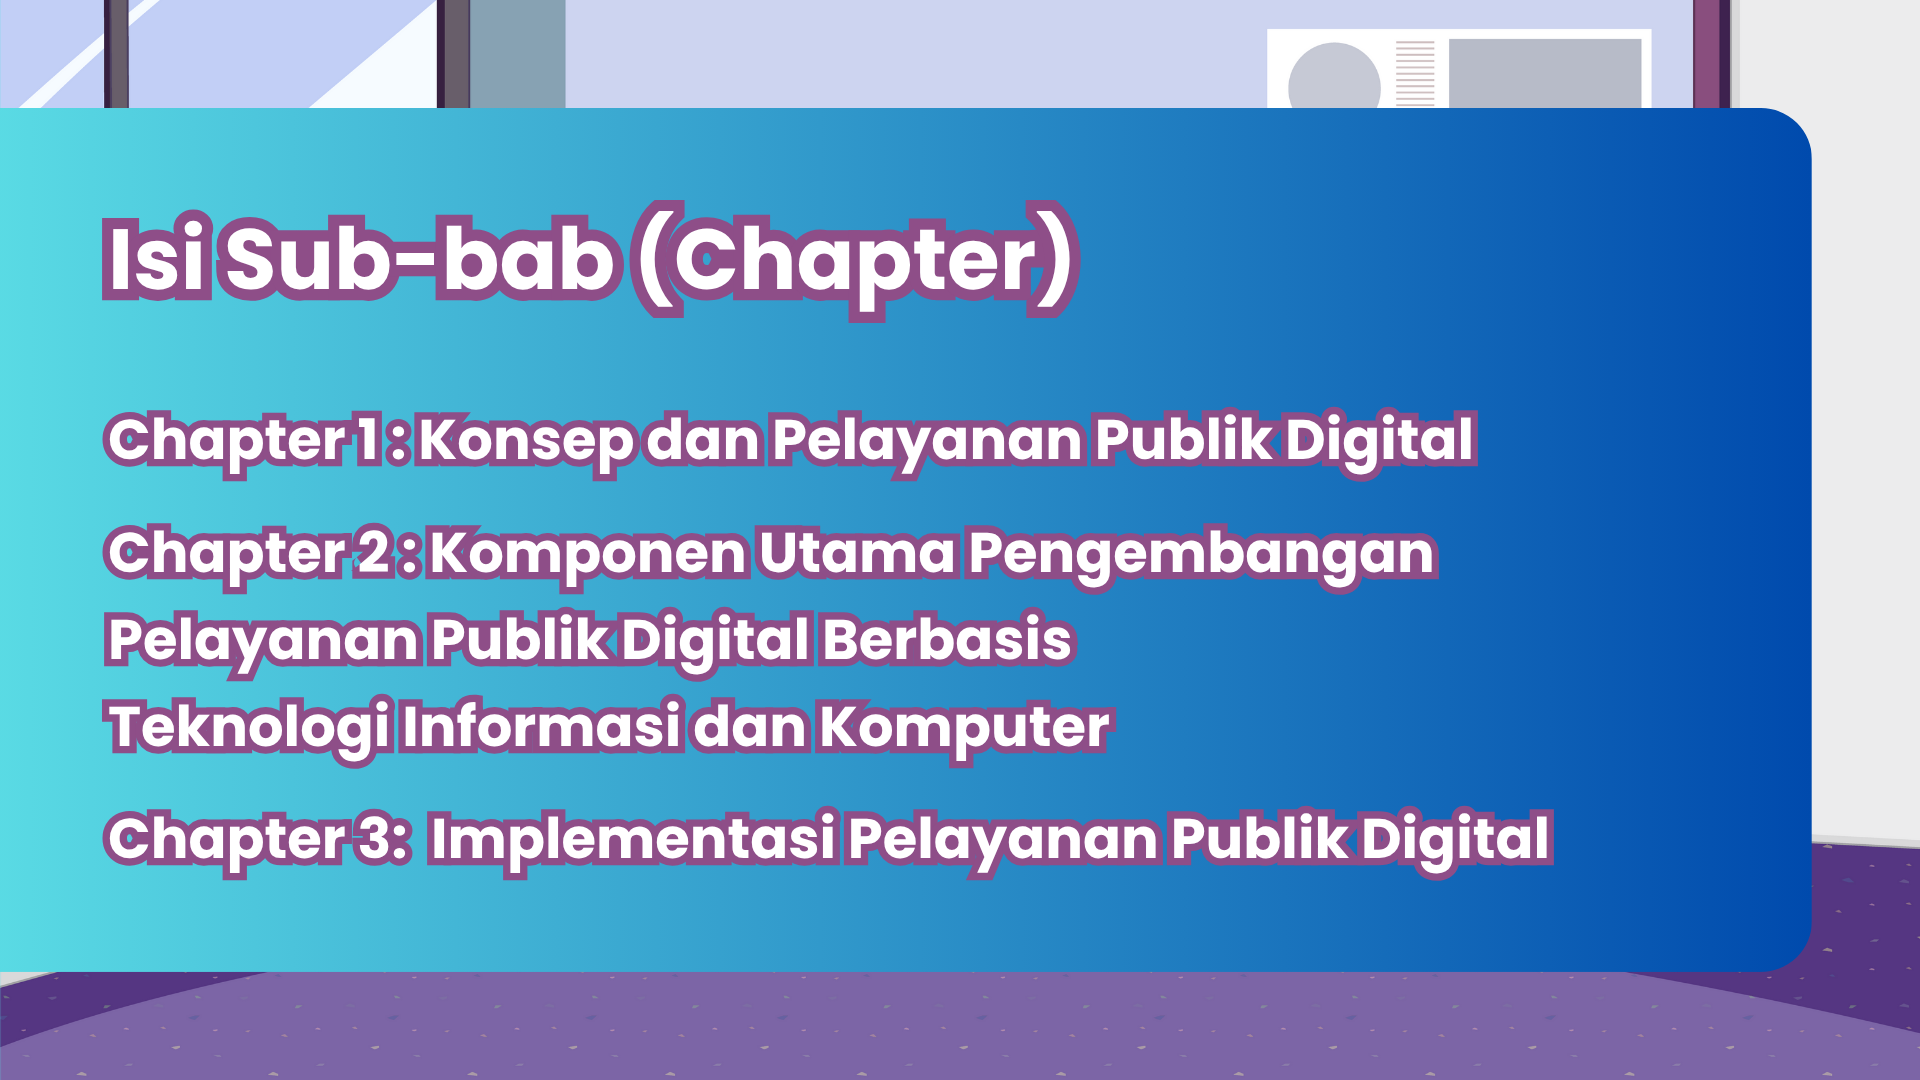 Isi Sub-bab (Chapter)
Chapter 1 : Konsep dan Pelayanan Publik Digital
Chapter 2 : Komponen Utama Pengembangan
Pelayanan Publik Digital Berbasis
Teknologi Informasi dan Komputer
Chapter 3:  Implementasi Pelayanan Publik Digital